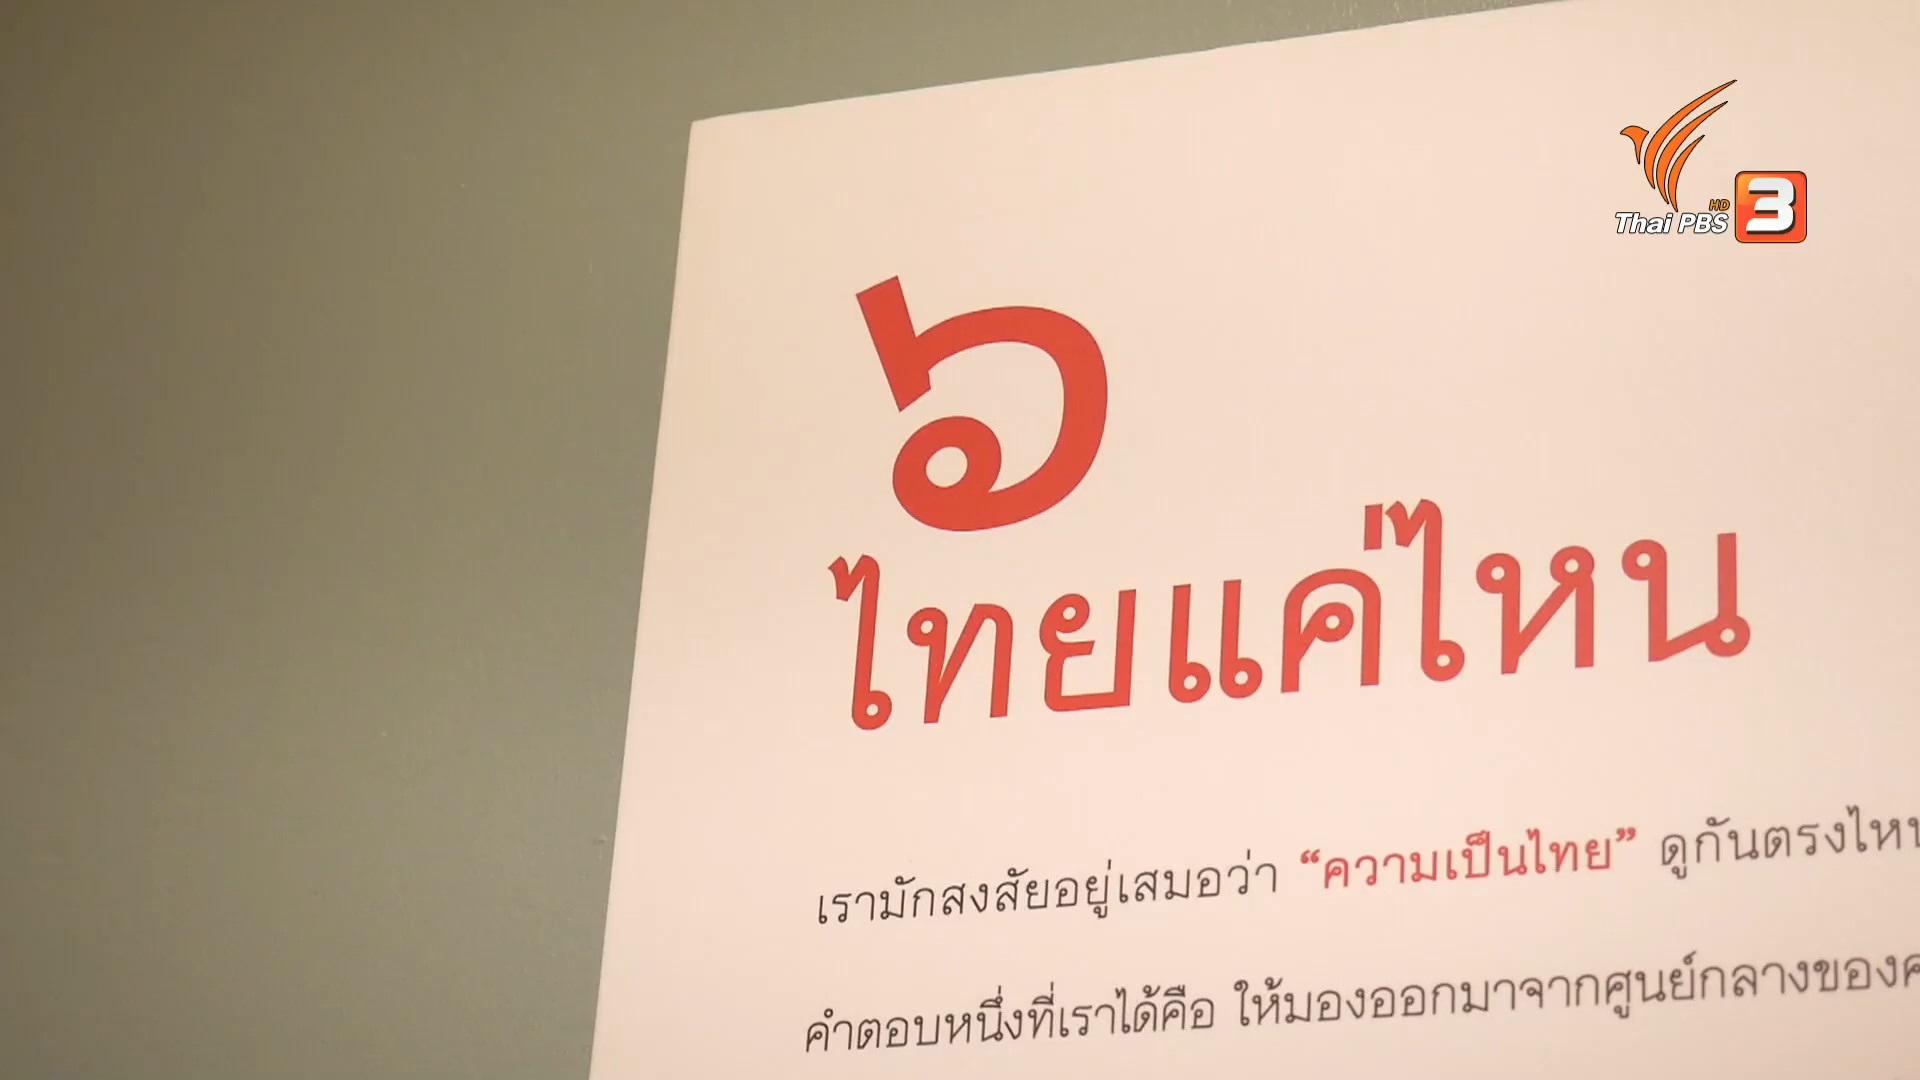 HD
Thai PBS 3
๖
ไทยแค่ไหน
เรามักสงสัยอยู่เสมอว่า “ความเป็นไทย” ดูกันตรงไหน
คำตอบหนึ่งที่เราได้คือ ให้มองออกมาจากศูนย์กลางของ